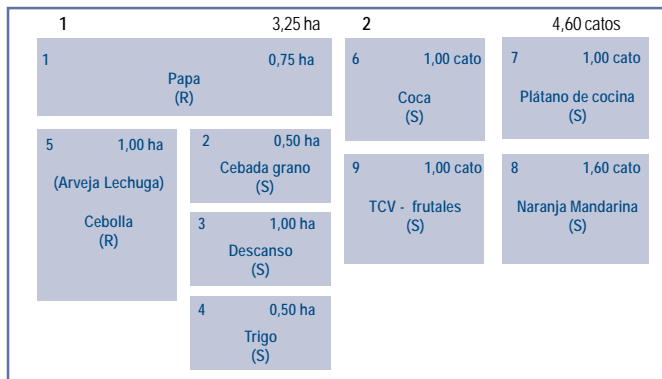 1 3,25 ha
1 0,75 ha
Papa
(R)
5 1,00 ha
(Arveja Lechuga)
Cebolla
(R)
2 0,50 ha
Cebada grano
(S)
3 1,00 ha
Descanso
(S)
4 0,50 ha
Trigo
(S)
2 4,60 catos
6 1,00 cato
Coca
(S)
7 1,00 cato
Plátano de cocina
(S)
9 1,00 cato
TCV - frutales
(S)
8 1,60 cato
Naranja Mandarina
(S)